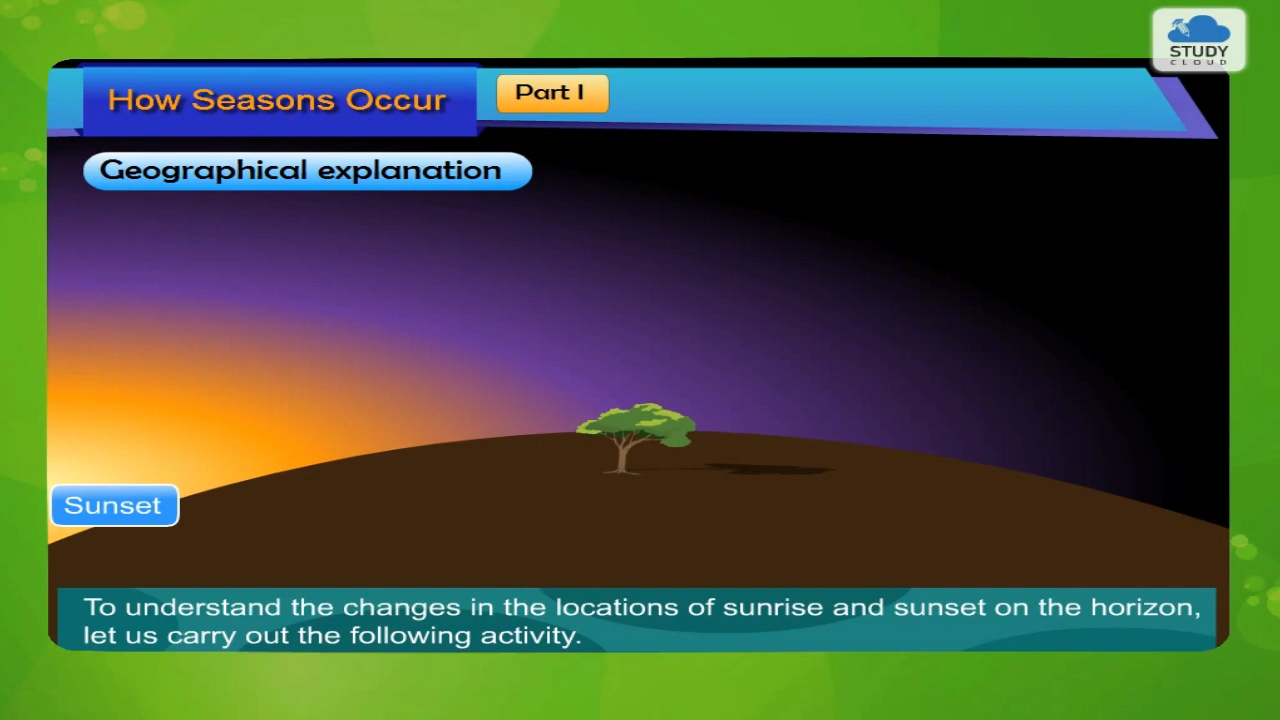 STUDY
CLOUD
How Seasons Occur
Part I
Geographical explanation
Sunset
To understand the changes in the locations of sunrise and sunset on the horizon,
let us carry out the following activity.